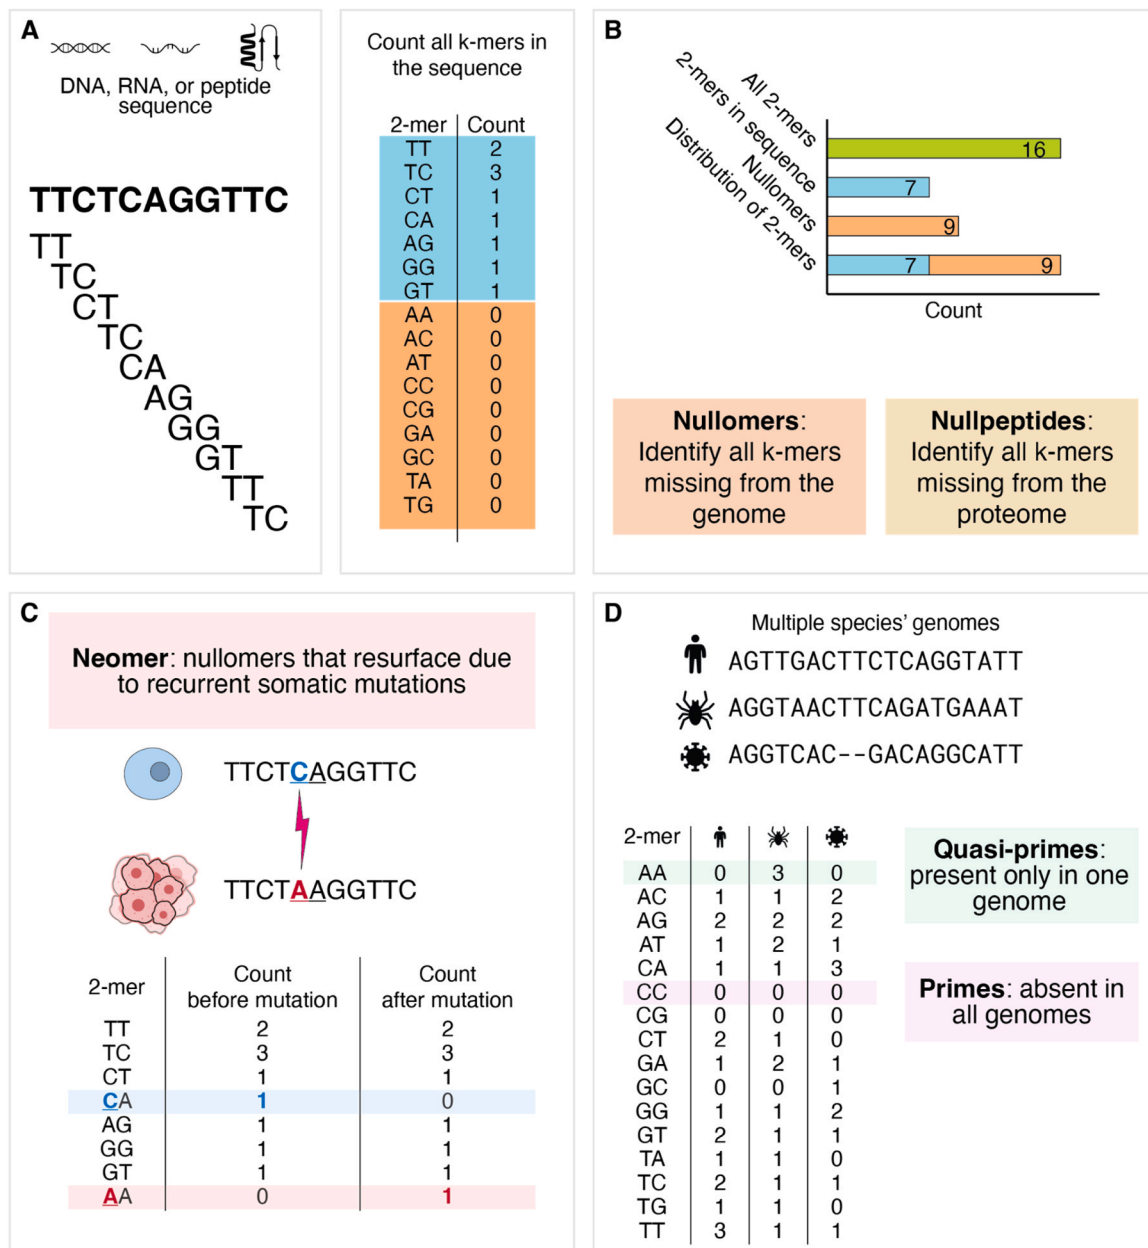 A
DNA, RNA, or peptide
sequence
TTCTCAGGTTC
TT
TC
CT
TC
CA
AG
GG
GT
TT
TC
Count all k-mers in
the sequence
2-mer Count
TT 2
TC 3
CT 1
CA 1
AG 1
GG 1
GT 1
AA 0
AC 0
AT 0
CC 0
CG 0
GA 0
GC 0
TA 0
TG 0
B
All 2-mers
2-mers in sequence
Nullomers
Distribution of 2-mers
16
7
9
7 9
Count
Nullomers:
Identify all k-mers
missing from the
genome
Nullpeptides:
Identify all k-mers
missing from the
proteome
C
Neomer: nullomers that resurface due
to recurrent somatic mutations
TTCTCAGGTTC
TTCTAAGGTTC
2-mer Count before mutation Count after mutation
TT 2 2
TC 3 3
CT 1 1
CA 1 0
AG 1 1
GG 1 1
GT 1 1
AA 0 1
D
Multiple species' genomes
AGTTGACTTCTCAGGTATT
AGGTAACTTCAGATGAAAT
AGGTCAC--GACAGGCATT
2-mer
AA 0 3 0
AC 1 1 2
AG 2 2 2
AT 1 2 1
CA 1 1 3
CC 0 0 0
CG 0 0 0
CT 2 1 0
GA 1 2 1
GC 0 0 1
GG 1 1 2
GT 2 1 1
TA 1 1 0
TC 2 1 1
TG 1 1 0
TT 3 1 1
Quasi-primes:
present only in one
genome
Primes: absent in
all genomes